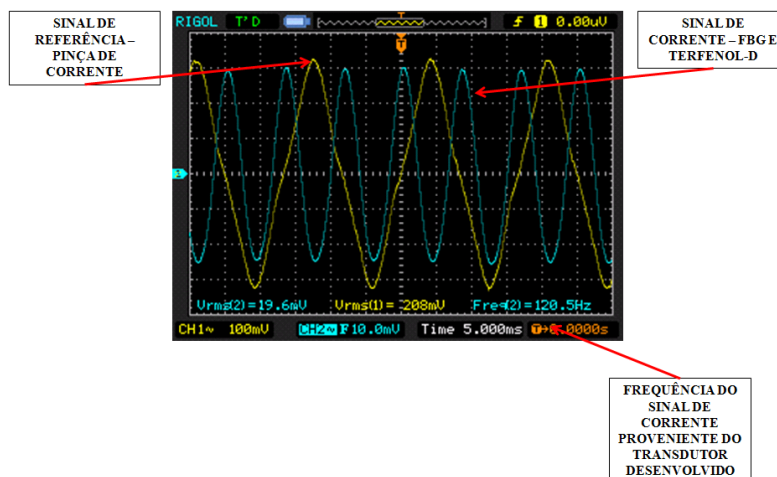 SINAL DE
REFERÊNCIA –
PINÇA DE
CORRENTE
SINAL DE
CORRENTE – FBG E
TERFENOL-D
RIGOL T'D T f 1 0.00uV
T
1
Vrms(2)=19.6mV Vrms(1)= 208mV Freq(2)=120.5Hz
CH1~ 100mV CH2~ F 10.0mV Time 5.000ms T→0.0000s
FREQUÊNCIA DO
SINAL DE
CORRENTE
PROVENIENTE DO
TRANSDUTOR
DESENVOLVIDO